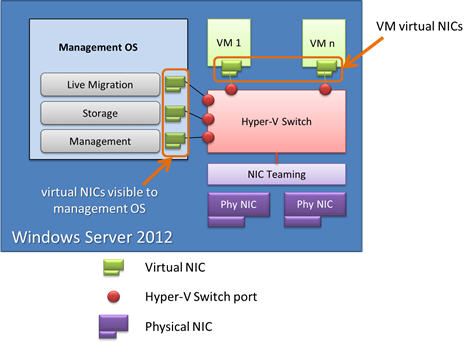 VM virtual NICs
Management OS
VM 1
VM n
Live Migration
Storage
Management
Hyper-V Switch
NIC Teaming
virtual NICs visible to
management OS
Phy NIC
Phy NIC
Windows Server 2012
Virtual NIC
Hyper-V Switch port
Physical NIC